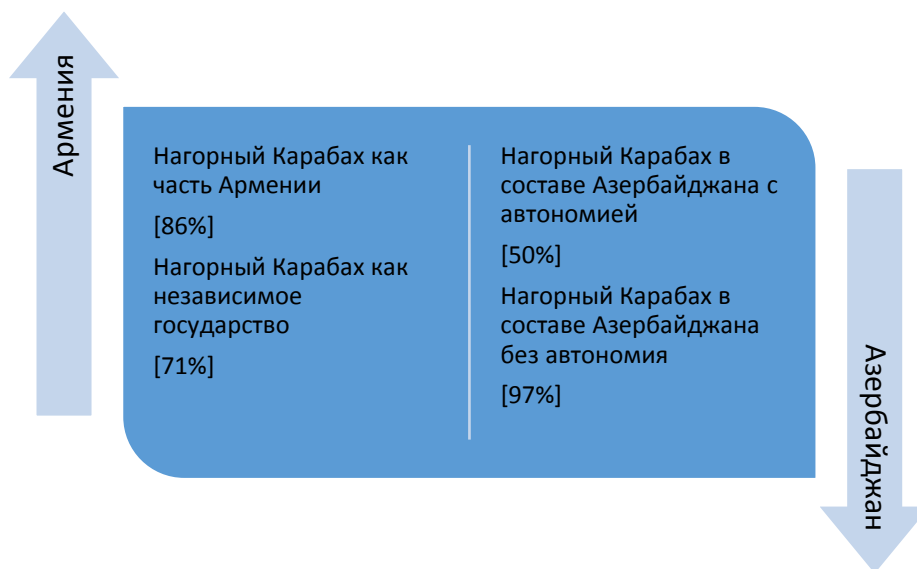 Армения
Нагорный Карабах как
часть Армении
[86%]
Нагорный Карабах как
независимое
государство
[71%]
Нагорный Карабах в
составе Азербайджана с
автономией
[50%]
Нагорный Карабах в
составе Азербайджана
без автономия
[97%]
Азербайджан